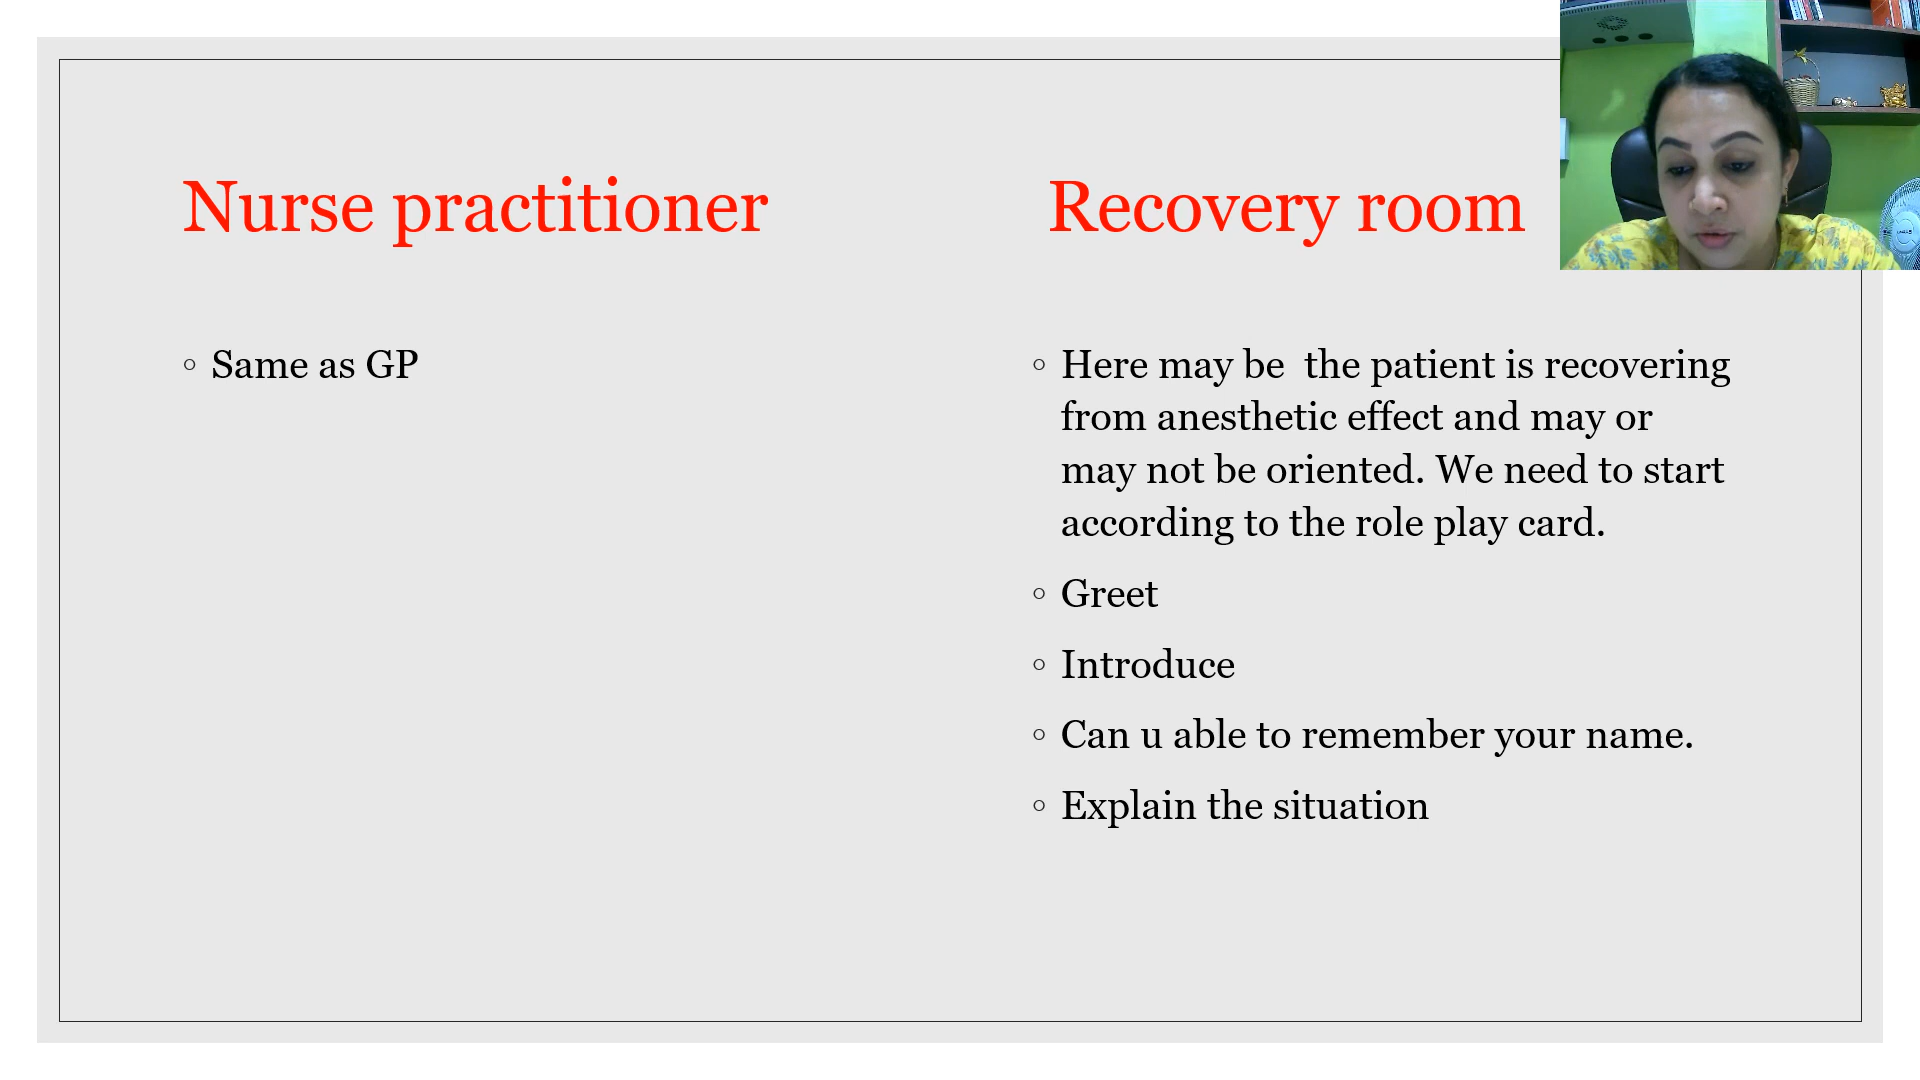 Nurse practitioner
Same as GP
Recovery room
Here may be  the patient is recovering
from anesthetic effect and may or
may not be oriented. We need to start
according to the role play card.
Greet
Introduce
Can u able to remember your name.
Explain the situation